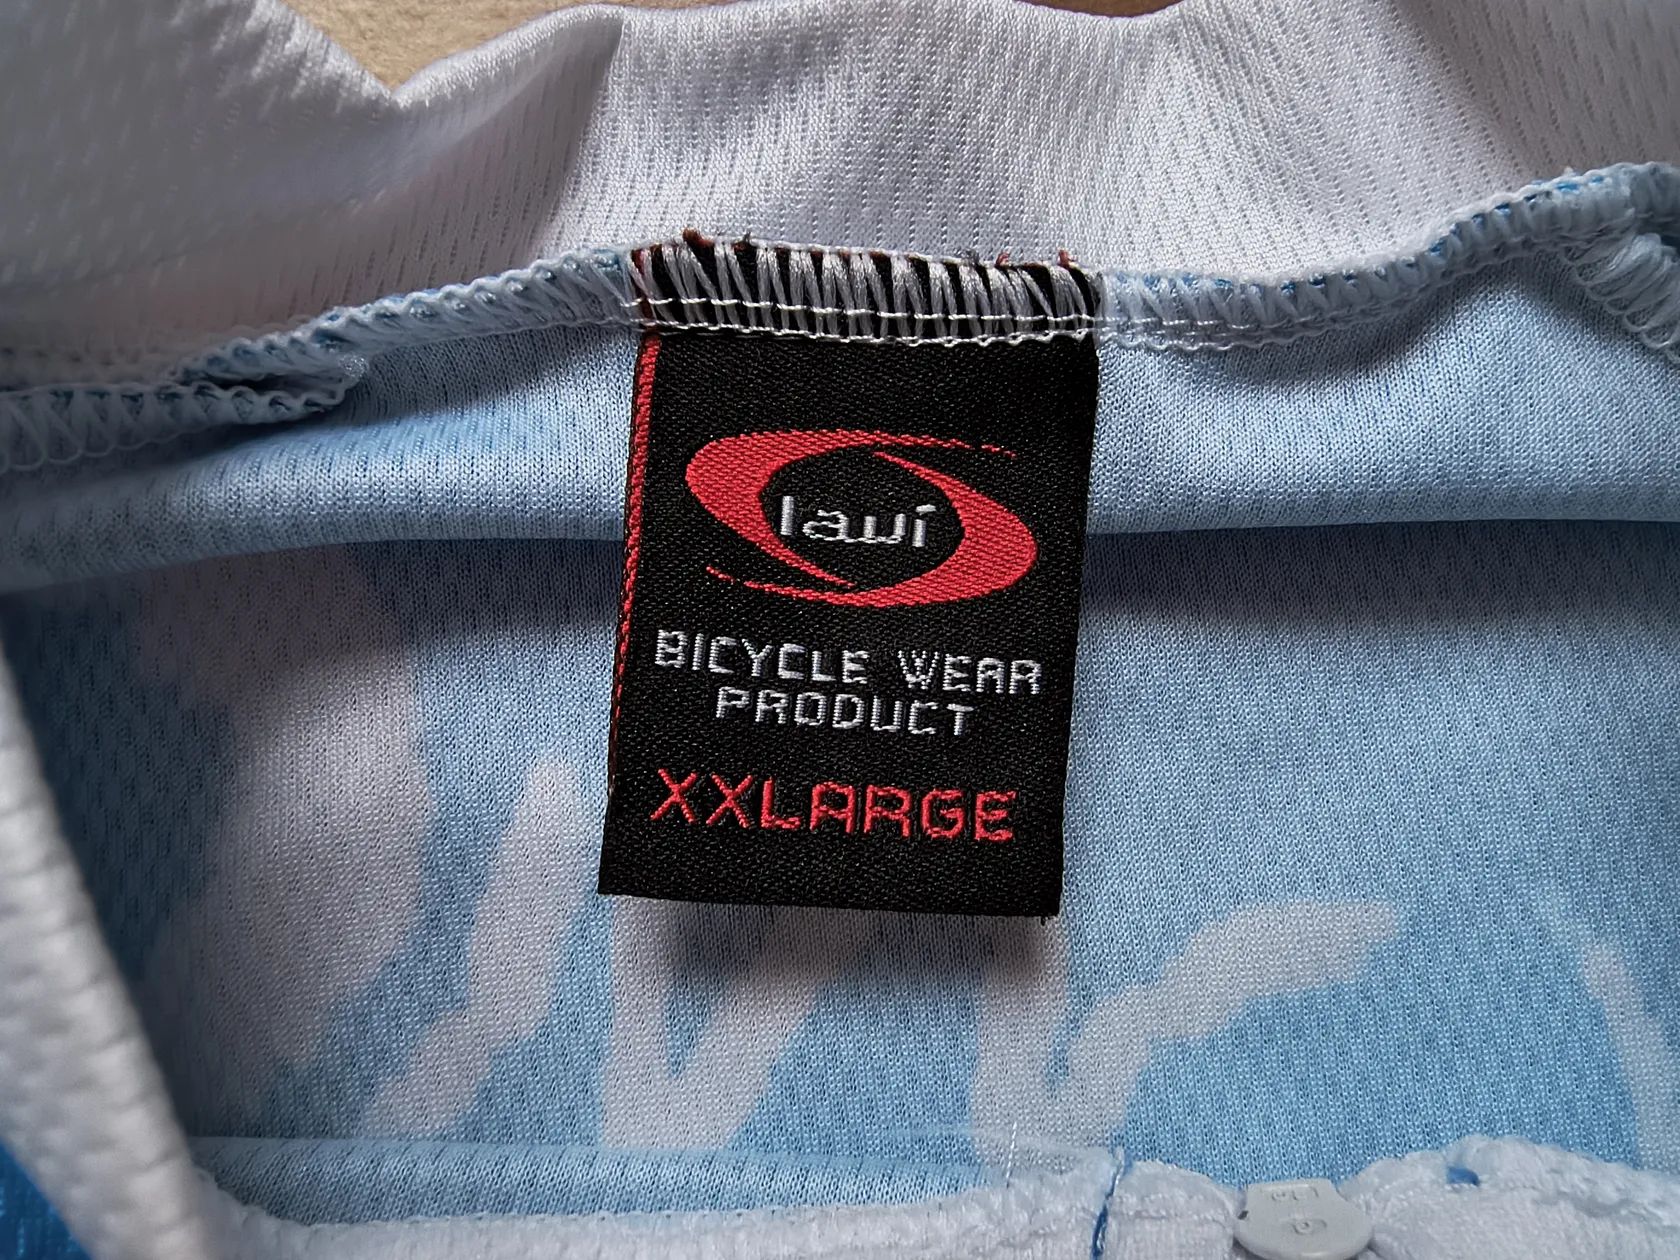 lawi
BICYCLE WEAR
PRODUCT
XXLARGE